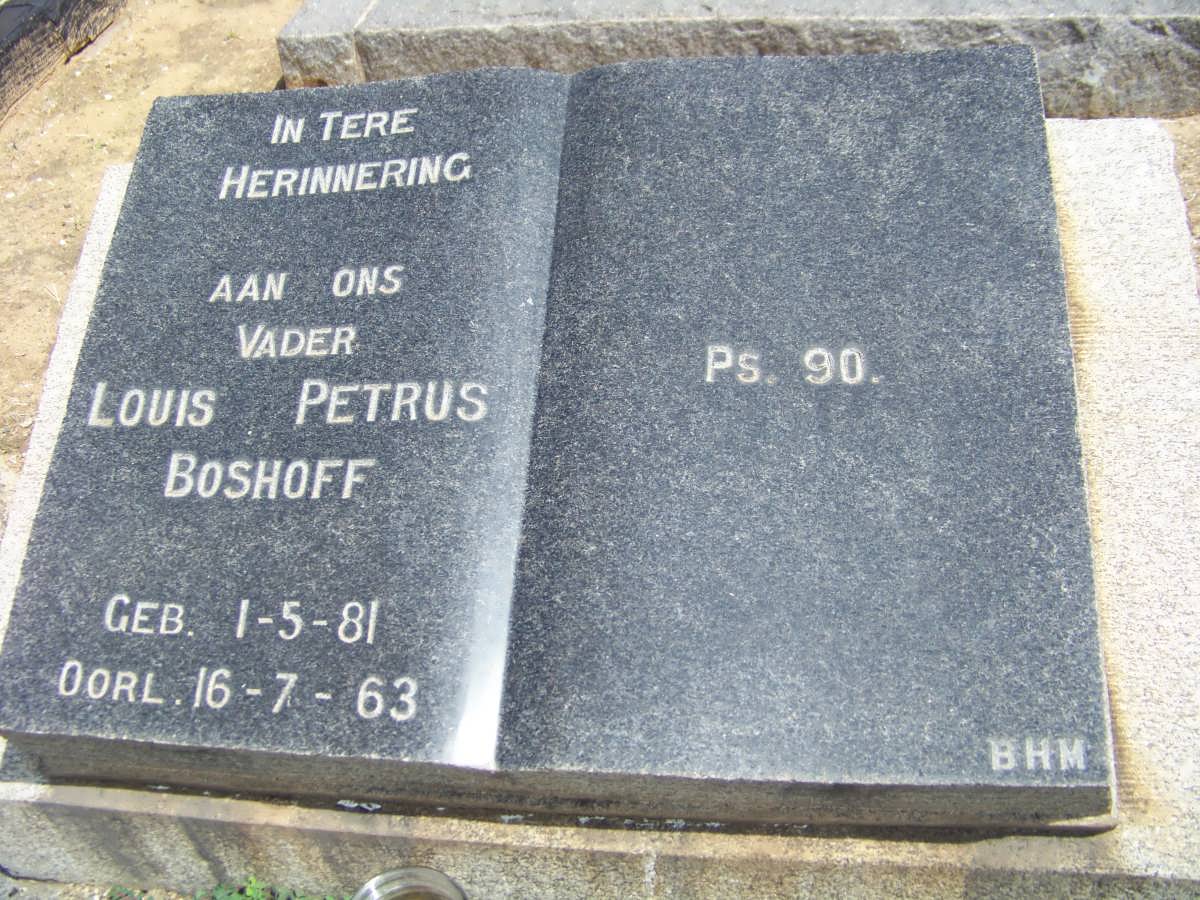 IN TERE
HERINNERING
AAN ONS
VADER
LOUIS PETRUS
BOSHOFF
GEB. 1-5-81
OORL. 16-7-63
PS. 90.
BHM